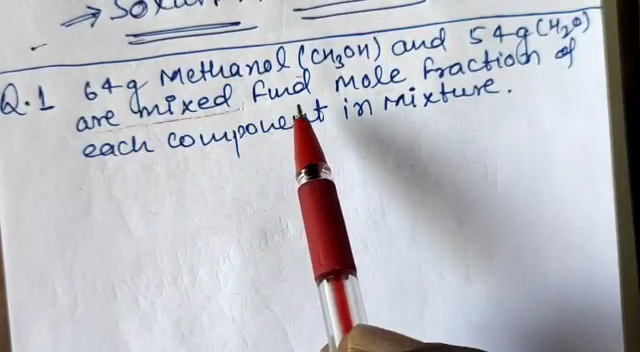 Q.1 64g Methanol (CH3OH) and 54g (H2O)
are mixed Find Mole fraction of
each component in mixture.